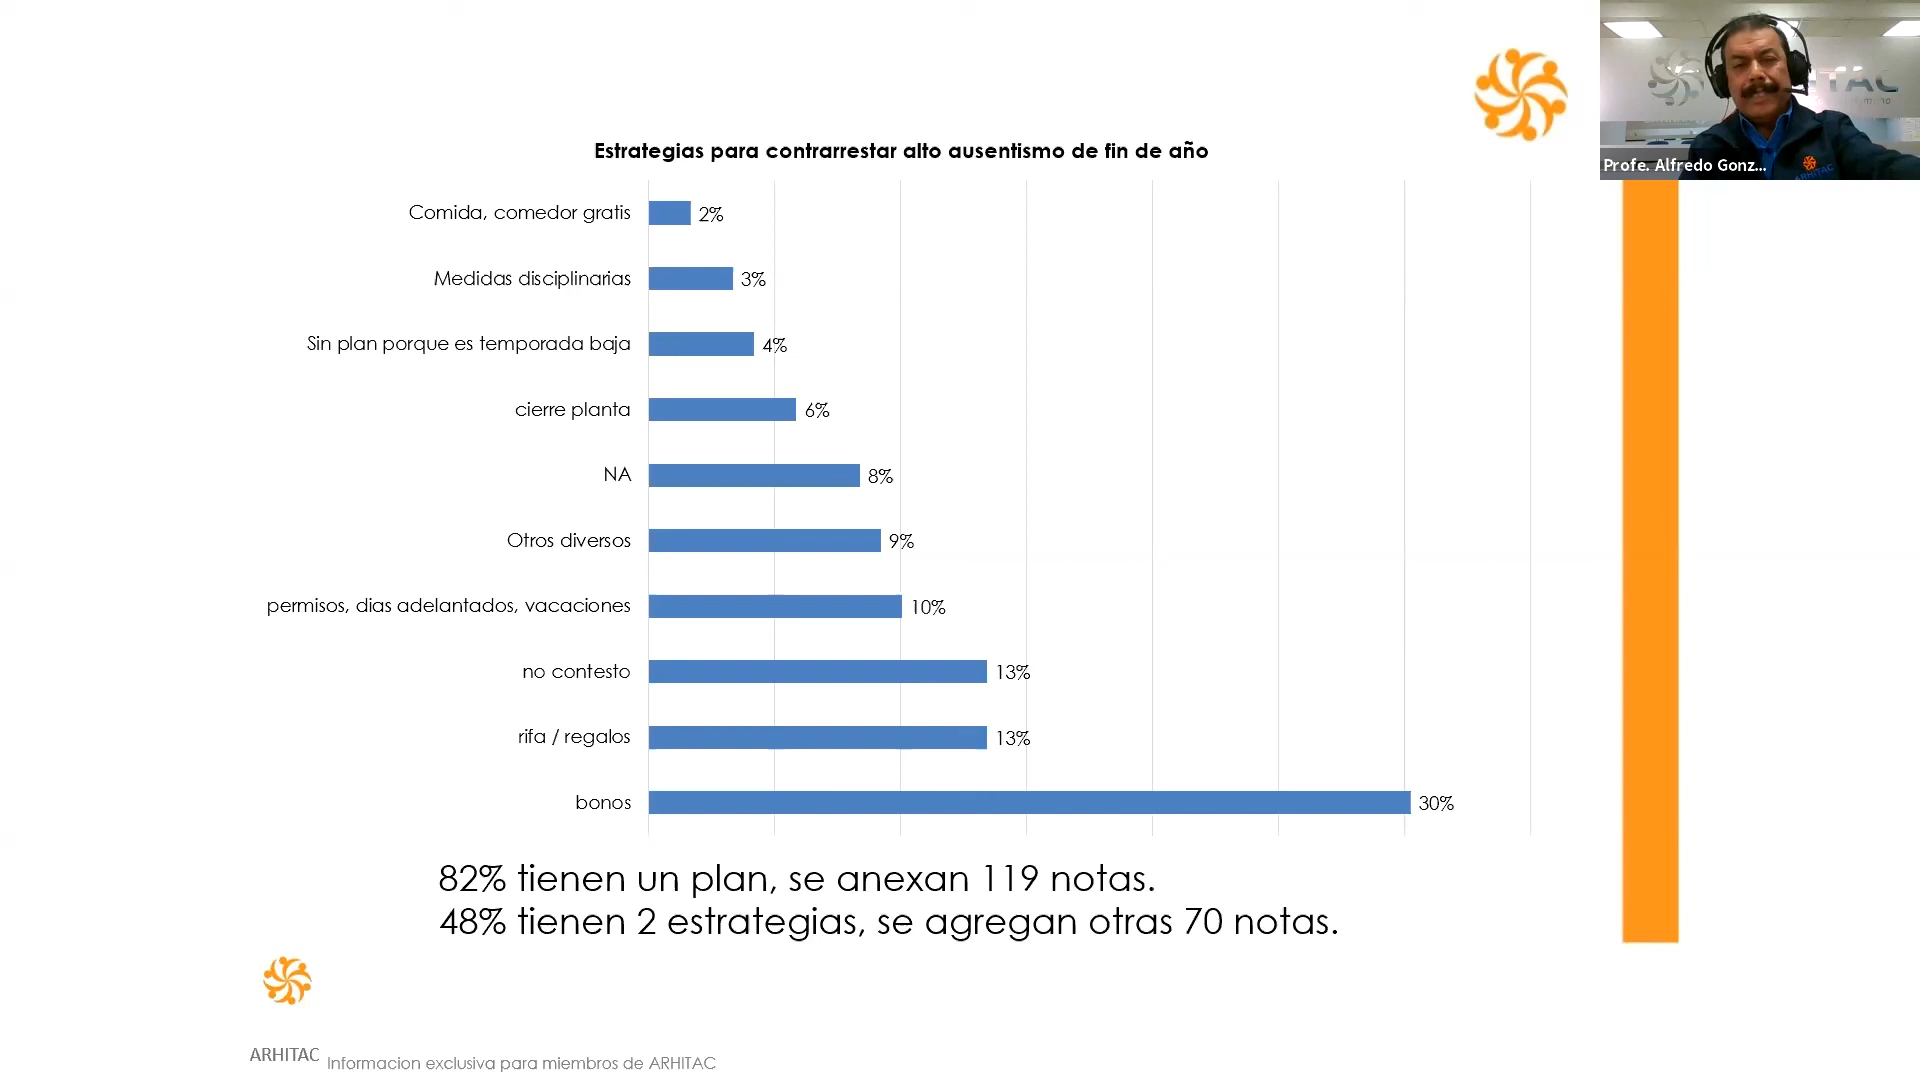 Estrategias para contrarrestar alto ausentismo de fin de año
Comida, comedor gratis 2%
Medidas disciplinarias 3%
Sin plan porque es temporada baja 4%
cierre planta 6%
NA 8%
Otros diversos 9%
permisos, dias adelantados, vacaciones 10%
no contesto 13%
rifa / regalos 13%
bonos 30%
82% tienen un plan, se anexan 119 notas.
48% tienen 2 estrategias, se agregan otras 70 notas.
ARHITAC Informacion exclusiva para miembros de ARHITAC
Profe. Alfredo Gonz...
ARHITAC